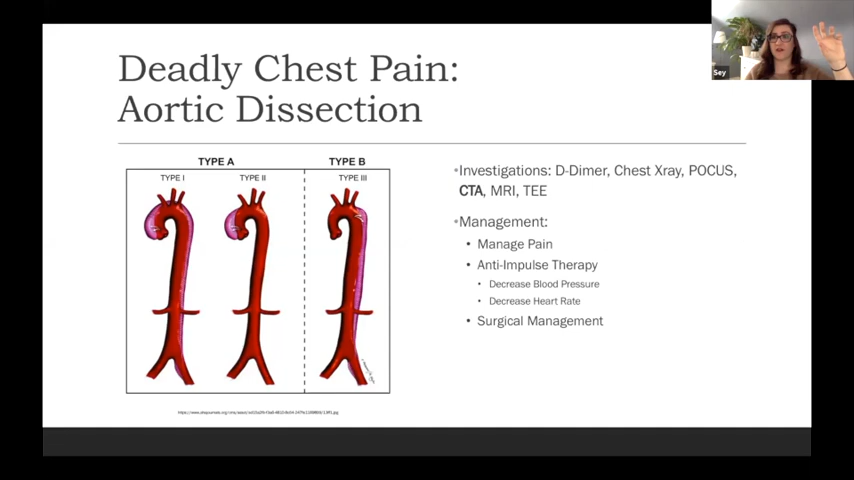 Sey
Deadly Chest Pain:
Aortic Dissection
TYPE A
TYPE B
TYPE I
TYPE II
TYPE III
•Investigations: D-Dimer, Chest Xray, POCUS,
CTA, MRI, TEE
•Management:
• Manage Pain
• Anti-Impulse Therapy
• Decrease Blood Pressure
• Decrease Heart Rate
• Surgical Management